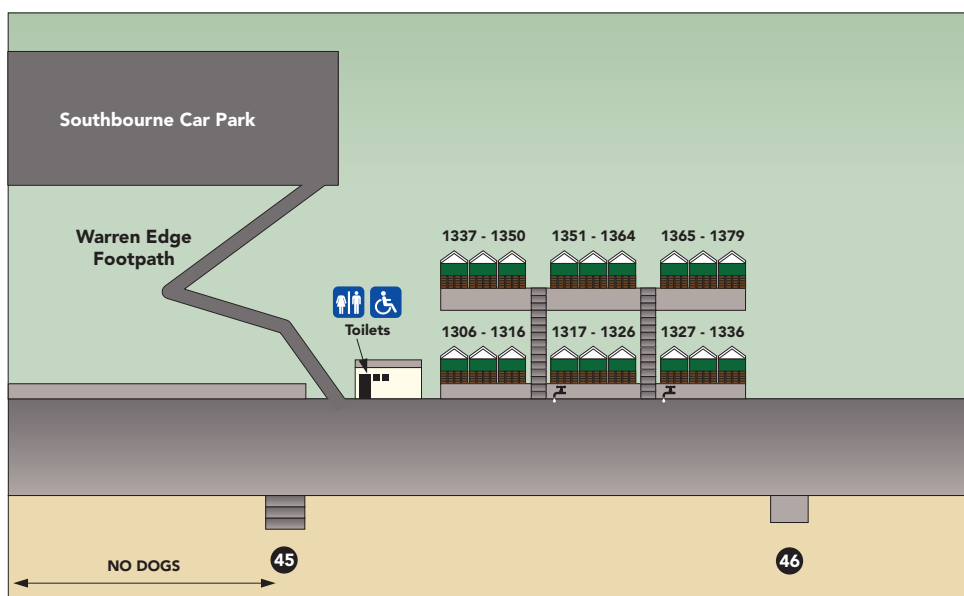 Southbourne Car Park
Warren Edge
Footpath
Toilets
1337 - 1350
1351 - 1364
1365 - 1379
1306 - 1316
1317 - 1326
1327 - 1336
NO DOGS
45
46